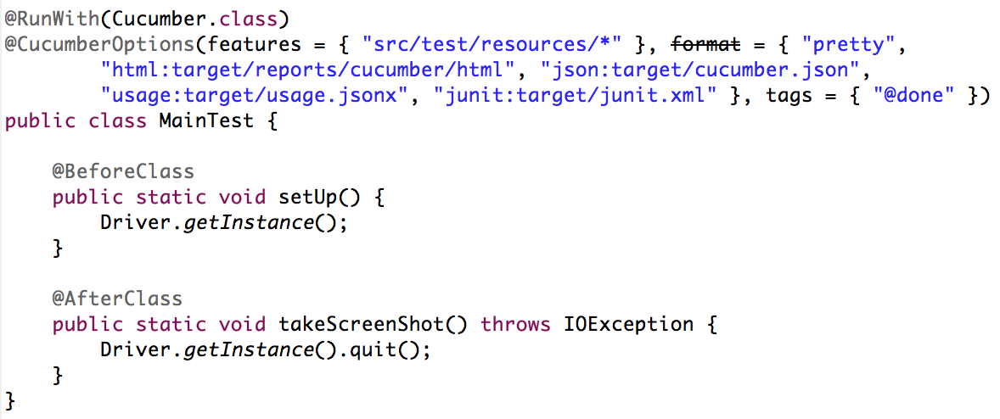 @RunWith(Cucumber.class)
@CucumberOptions(features = { "src/test/resources/*" }, format = { "pretty",
        "html:target/reports/cucumber/html", "json:target/cucumber.json",
        "usage:target/usage.jsonx", "junit:target/junit.xml" }, tags = { "@done" })
public class MainTest {

    @BeforeClass
    public static void setUp() {
        Driver.getInstance();
    }

    @AfterClass
    public static void takeScreenShot() throws IOException {
        Driver.getInstance().quit();
    }
}